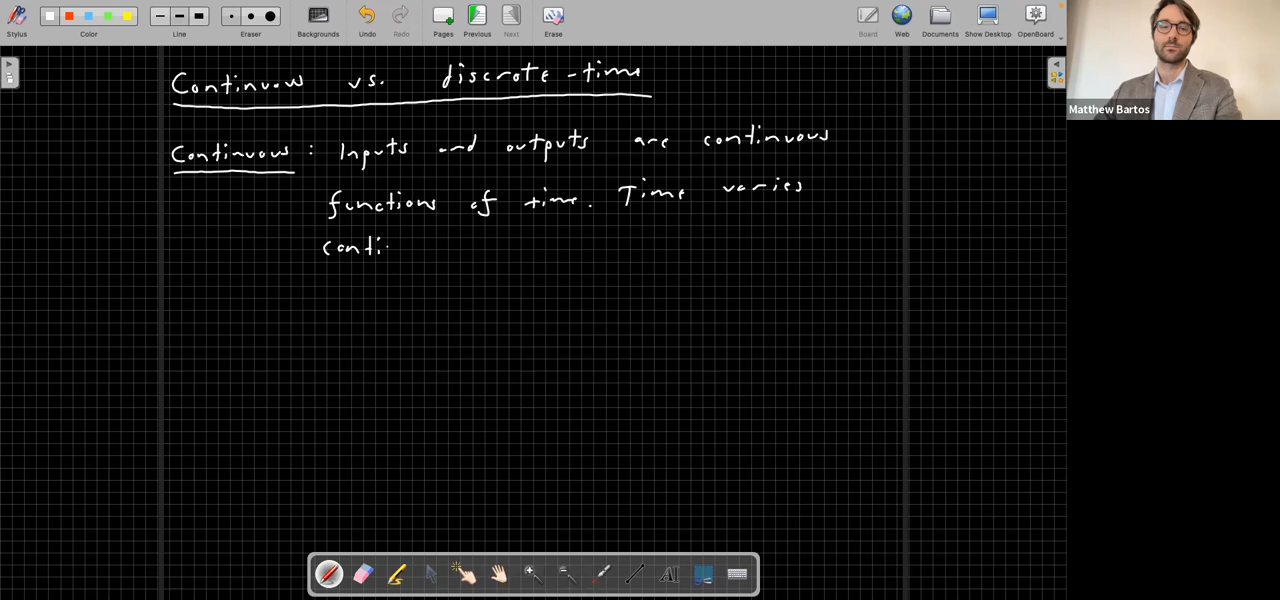 Stylus Color Line Eraser Backgrounds Undo Redo Pages Previous Next Erase Board Web Documents Show Desktop OpenBoard
Matthew Bartos
Continuous vs. discrete-time
Continuous: Inputs and outputs are continuous
functions of time. Time varies
conti